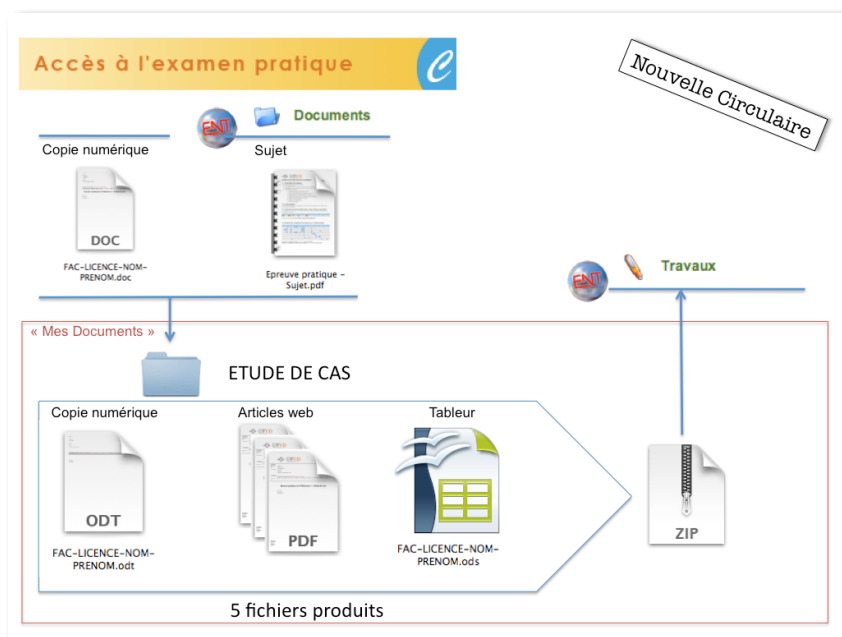 Accès à l'examen pratique
Nouvelle Circulaire
ENT
Documents
Copie numérique
Sujet
DOC
FAC-LICENCE-NOM-
PRENOM.doc
Epreuve pratique -
Sujet.pdf
ENT
Travaux
« Mes Documents »
ETUDE DE CAS
Copie numérique
Articles web
Tableur
ODT
PDF
ZIP
FAC-LICENCE-NOM-
PRENOM.odt
FAC-LICENCE-NOM-
PRENOM.ods
5 fichiers produits